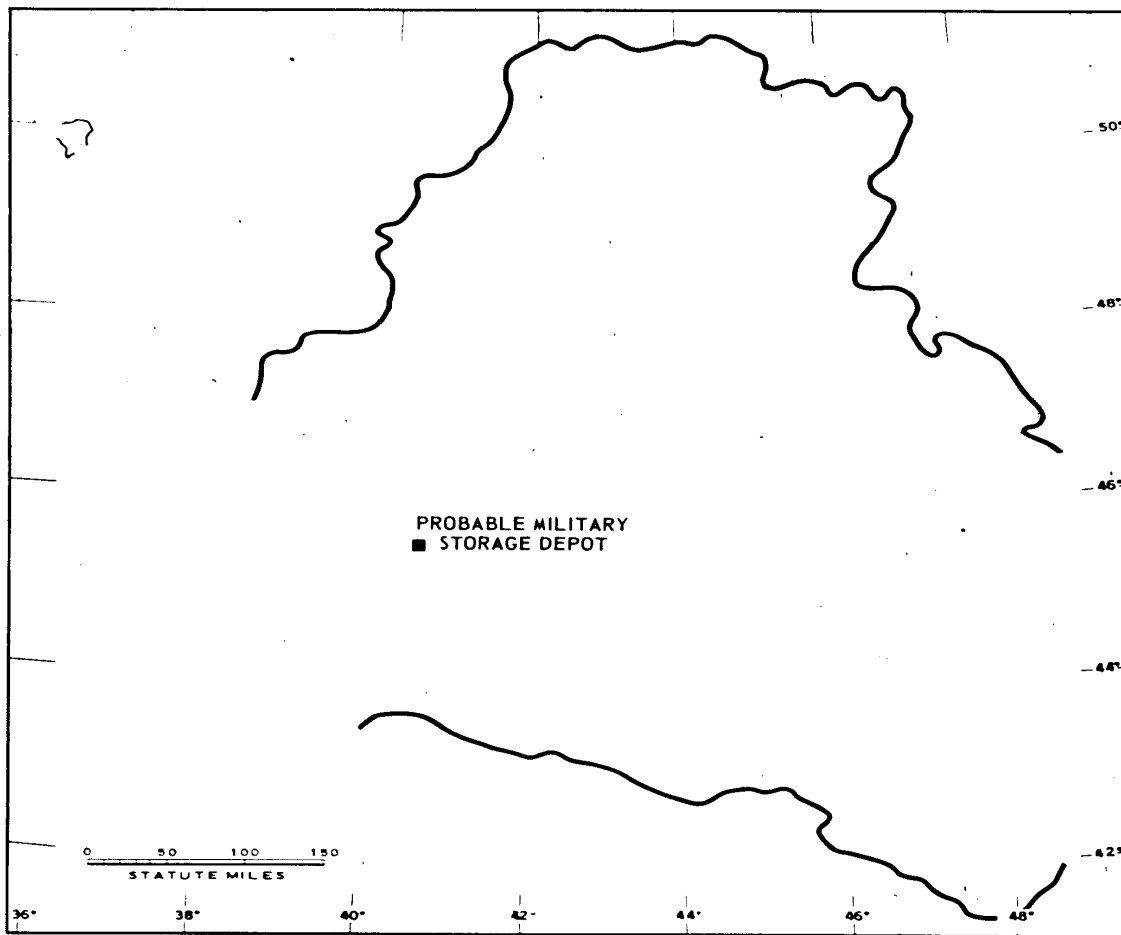 50°
48°
46°
PROBABLE MILITARY
STORAGE DEPOT
44°
42°
0 50 100 150
STATUTE MILES
36° 38° 40° 42° 44° 46° 48°